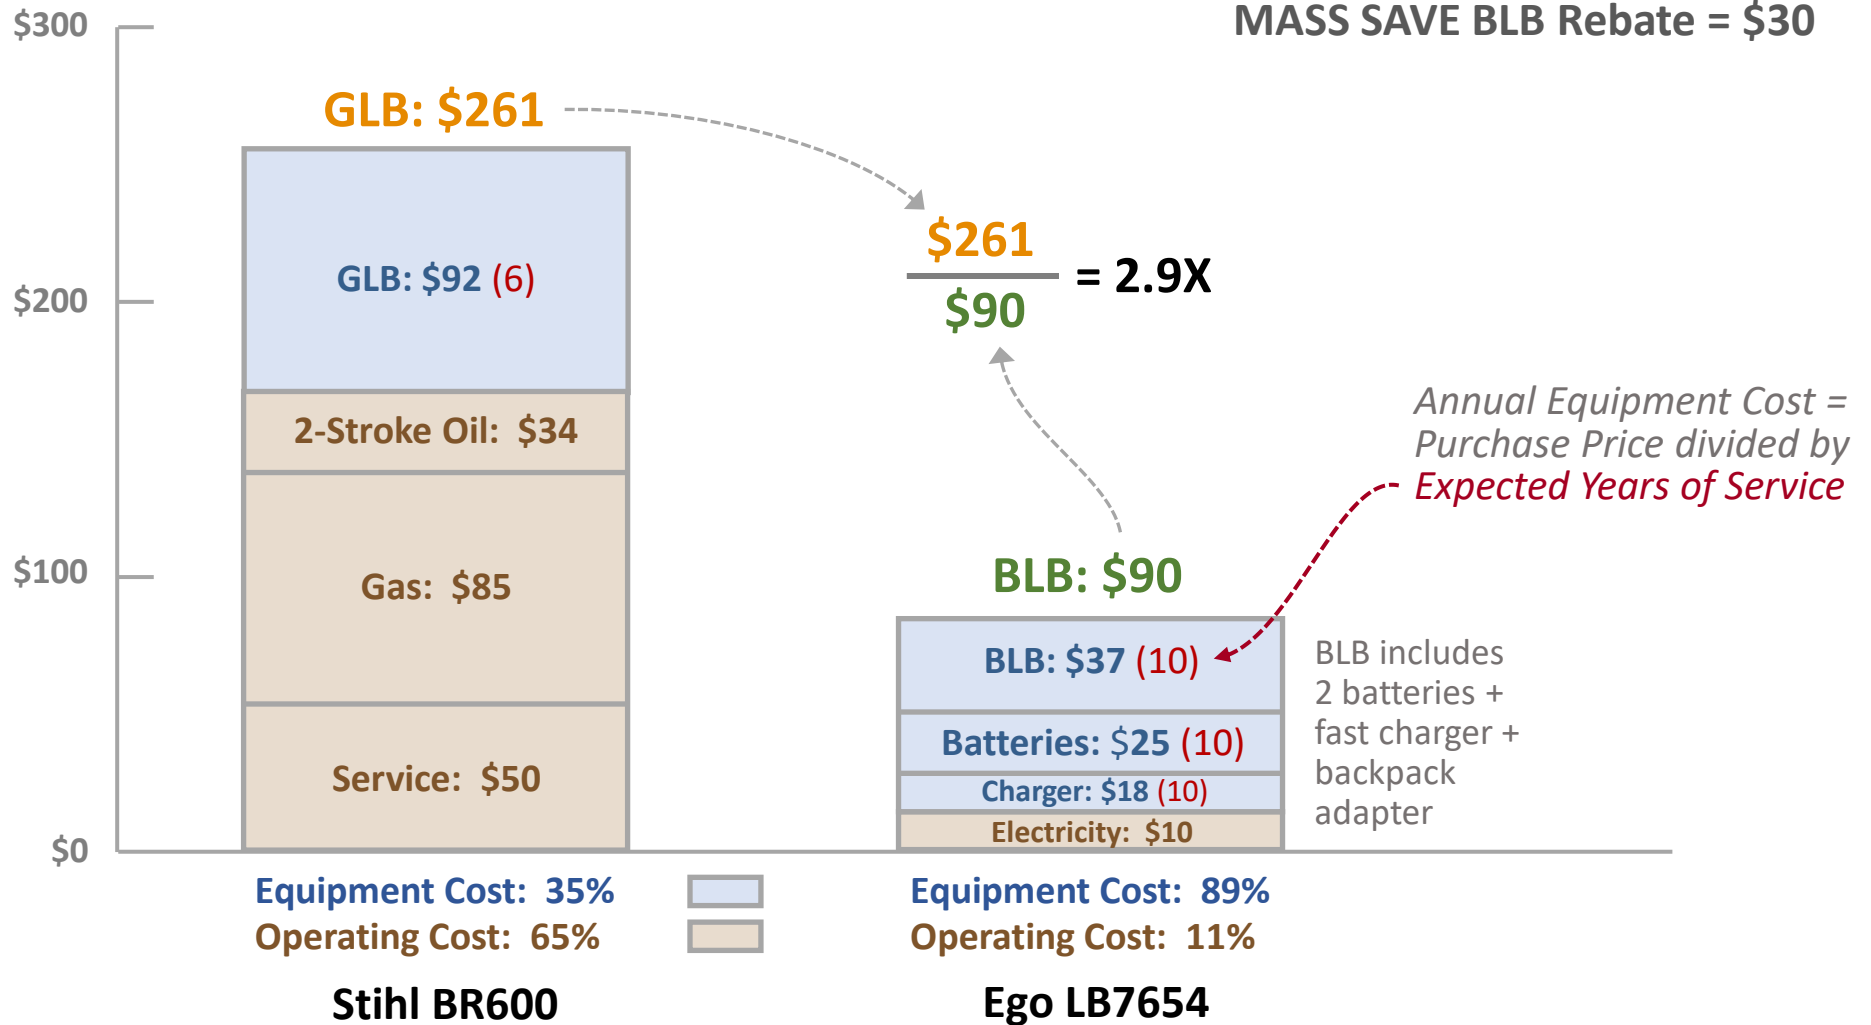 MASS SAVE BLB Rebate = $30
$300
$200
$100
$0
GLB: $261
GLB: $92 (6)
2-Stroke Oil: $34
Gas: $85
Service: $50
$261
$90
= 2.9X
Annual Equipment Cost =
Purchase Price divided by
Expected Years of Service
BLB: $90
BLB: $37 (10)
Batteries: $25 (10)
Charger: $18 (10)
Electricity: $10
BLB includes
2 batteries +
fast charger +
backpack
adapter
Equipment Cost: 35%
Operating Cost: 65%
Equipment Cost: 89%
Operating Cost: 11%
Stihl BR600
Ego LB7654